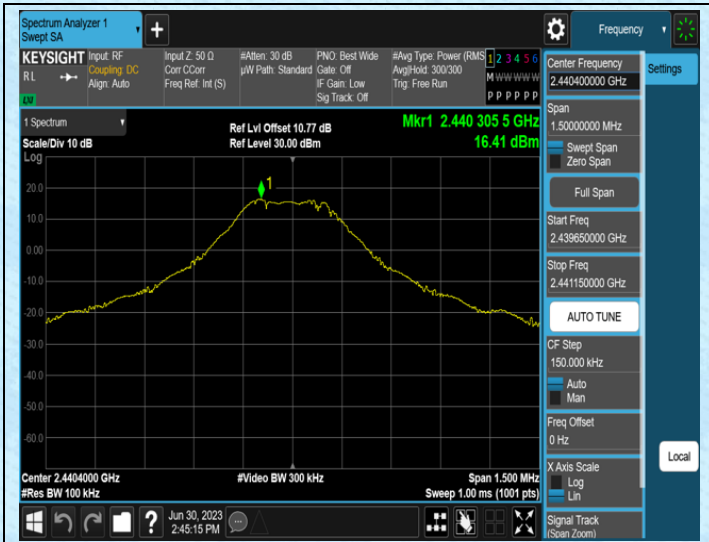 Spectrum Analyzer 1
Swept SA
+
Frequency
KEYSIGHT
RL
LXI
Input: RF
Coupling: DC
Align: Auto
Input Z: 50 Ω
Corr CCorr
Freq Ref: Int (S)
#Atten: 30 dB
µW Path: Standard
PNO: Best Wide
Gate: Off
IF Gain: Low
Sig Track: Off
#Avg Type: Power (RMS
Avg|Hold: 300/300
Trig: Free Run
1 2 3 4 5 6
M W W W W W
P P P P P P
1 Spectrum
Scale/Div 10 dB
Log
Ref Lvl Offset 10.77 dB
Ref Level 30.00 dBm
Mkr1 2.440 305 5 GHz
16.41 dBm
1
20.0
10.0
0.00
-10.0
-20.0
-30.0
-40.0
-50.0
-60.0
Center 2.4404000 GHz
#Res BW 100 kHz
#Video BW 300 kHz
Span 1.500 MHz
Sweep 1.00 ms (1001 pts)
?
Jun 30, 2023
2:45:15 PM
Center Frequency
2.440400000 GHz
Settings
Span
1.50000000 MHz
Swept Span
Zero Span
Full Span
Start Freq
2.439650000 GHz
Stop Freq
2.441150000 GHz
AUTO TUNE
CF Step
150.000 kHz
Auto
Man
Freq Offset
0 Hz
X Axis Scale
Log
Lin
Signal Track
(Span Zoom)
Local